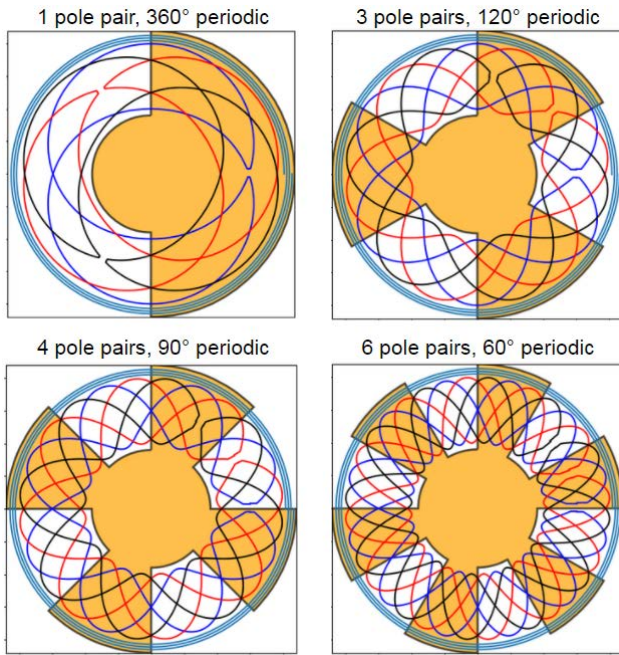 1 pole pair, 360° periodic
3 pole pairs, 120° periodic
4 pole pairs, 90° periodic
6 pole pairs, 60° periodic